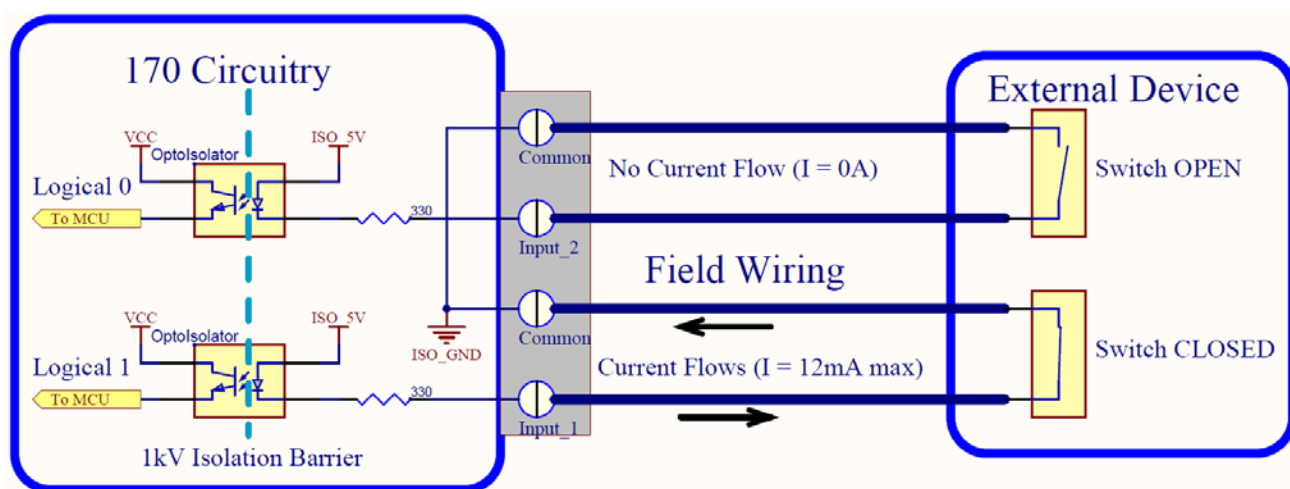 170 Circuitry
External Device
VCC
OptoIsolator
ISO_5V
Logical 0
To MCU
330
Common
No Current Flow (I = 0A)
Switch OPEN
Input_2
Field Wiring
VCC
OptoIsolator
ISO_5V
ISO_GND
Common
Logical 1
To MCU
330
Current Flows (I = 12mA max)
Switch CLOSED
Input_1
1kV Isolation Barrier